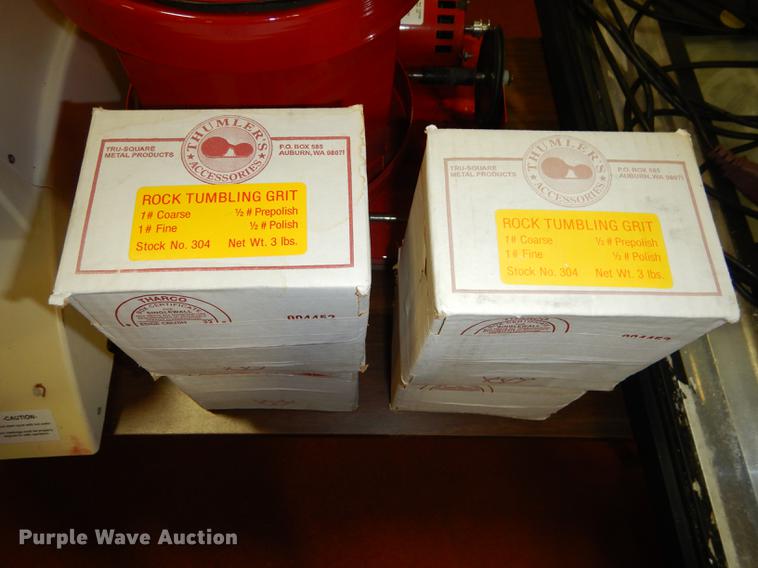 TRU-SQUARE
METAL PRODUCTS
THUMLER'S
ACCESSORIES
P.O. BOX 585
AUBURN, WA 98071
ROCK TUMBLING GRIT
1# Coarse ½ # Prepolish
1# Fine ½ # Polish
Stock No. 304 Net Wt. 3 lbs.
THARCO
SINGLEWALL
004452
TRU-SQUARE
METAL PRODUCTS
THUMLER'S
ACCESSORIES
P.O. BOX 585
AUBURN, WA 98071
ROCK TUMBLING GRIT
1# Coarse ½ # Prepolish
1# Fine ½ # Polish
Stock No. 304 Net Wt. 3 lbs.
-CAUTION-
Purple Wave Auction